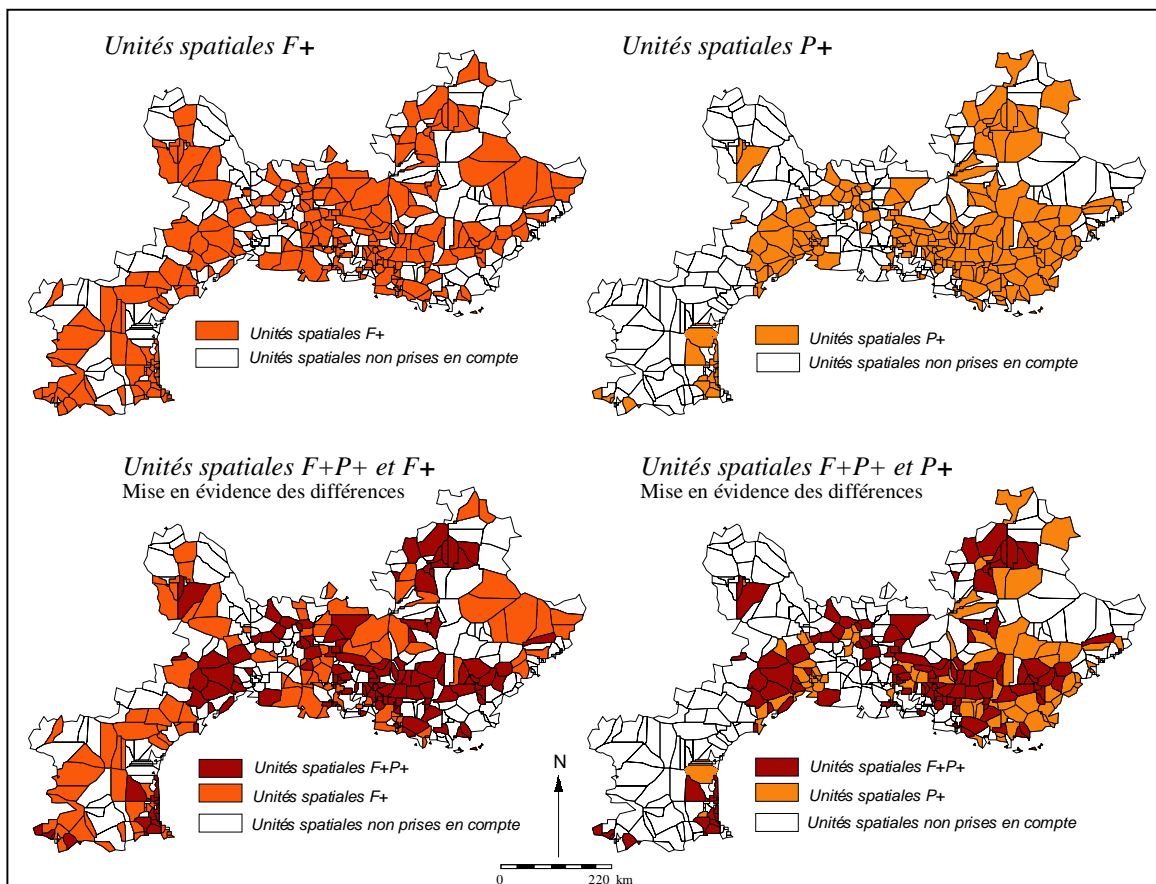 Unités spatiales F+
Unités spatiales P+
Unités spatiales F+
Unités spatiales non prises en compte
Unités spatiales P+
Unités spatiales non prises en compte
Unités spatiales F+P+ et F+
Mise en évidence des différences
Unités spatiales F+P+ et P+
Mise en évidence des différences
Unités spatiales F+P+
Unités spatiales F+
Unités spatiales non prises en compte
N
0 220 km
Unités spatiales F+P+
Unités spatiales P+
Unités spatiales non prises en compte